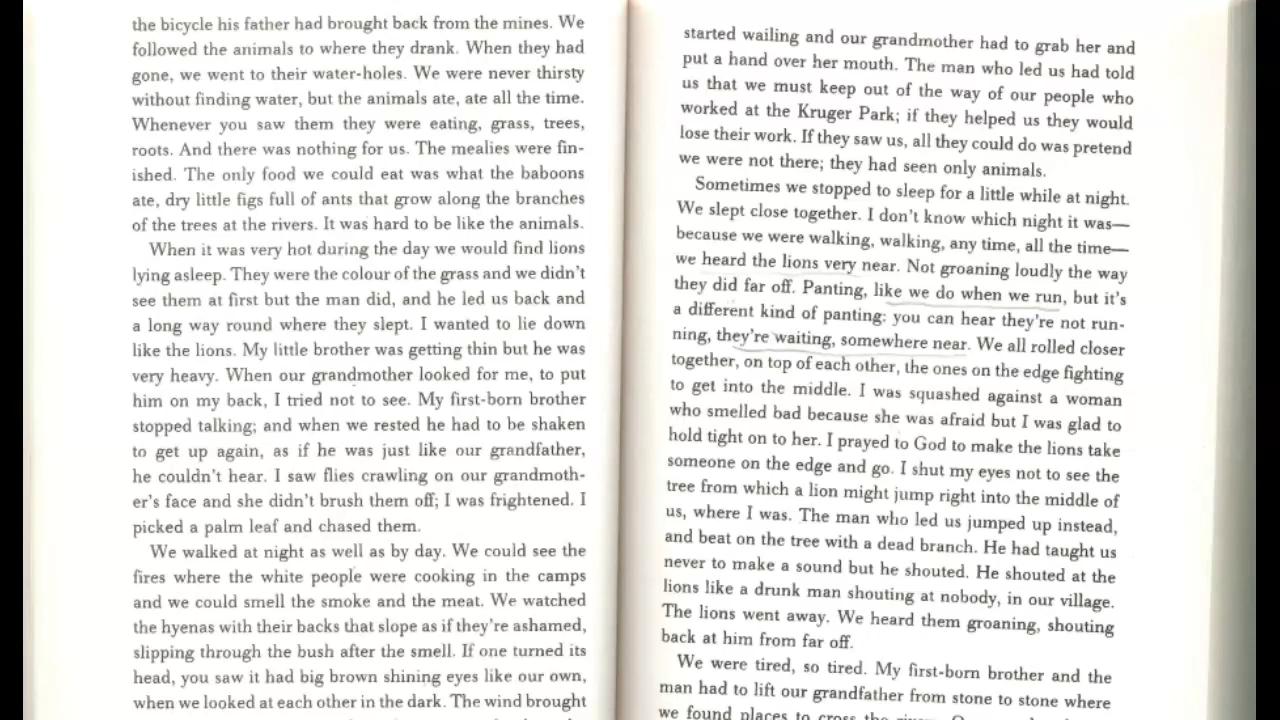 the bicycle his father had brought back from the mines. We
followed the animals to where they drank. When they had
gone, we went to their water-holes. We were never thirsty
without finding water, but the animals ate, ate all the time.
Whenever you saw them they were eating, grass, trees,
roots. And there was nothing for us. The mealies were fin-
ished. The only food we could eat was what the baboons
ate, dry little figs full of ants that grow along the branches
of the trees at the rivers. It was hard to be like the animals.
When it was very hot during the day we would find lions
lying asleep. They were the colour of the grass and we didn't
see them at first but the man did, and he led us back and
a long way round where they slept. I wanted to lie down
like the lions. My little brother was getting thin but he was
very heavy. When our grandmother looked for me, to put
him on my back, I tried not to see. My first-born brother
stopped talking; and when we rested he had to be shaken
to get up again, as if he was just like our grandfather,
he couldn't hear. I saw flies crawling on our grandmoth-
er's face and she didn't brush them off; I was frightened. I
picked a palm leaf and chased them.
We walked at night as well as by day. We could see the
fires where the white people were cooking in the camps
and we could smell the smoke and the meat. We watched
the hyenas with their backs that slope as if they're ashamed,
slipping through the bush after the smell. If one turned its
head, you saw it had big brown shining eyes like our own,
when we looked at each other in the dark. The wind brought
started wailing and our grandmother had to grab her and
put a hand over her mouth. The man who led us had told
us that we must keep out of the way of our people who
worked at the Kruger Park; if they helped us they would
lose their work. If they saw us, all they could do was pretend
we were not there; they had seen only animals.
Sometimes we stopped to sleep for a little while at night.
We slept close together. I don't know which night it was—
because we were walking, walking, any time, all the time—
we heard the lions very near. Not groaning loudly the way
they did far off. Panting, like we do when we run, but it's
a different kind of panting: you can hear they're not run-
ning, they're waiting, somewhere near. We all rolled closer
together, on top of each other, the ones on the edge fighting
to get into the middle. I was squashed against a woman
who smelled bad because she was afraid but I was glad to
hold tight on to her. I prayed to God to make the lions take
someone on the edge and go. I shut my eyes not to see the
tree from which a lion might jump right into the middle of
us, where I was. The man who led us jumped up instead,
and beat on the tree with a dead branch. He had taught us
never to make a sound but he shouted. He shouted at the
lions like a drunk man shouting at nobody, in our village.
The lions went away. We heard them groaning, shouting
back at him from far off.
We were tired, so tired. My first-born brother and the
man had to lift our grandfather from stone to stone where
we found places to cross the